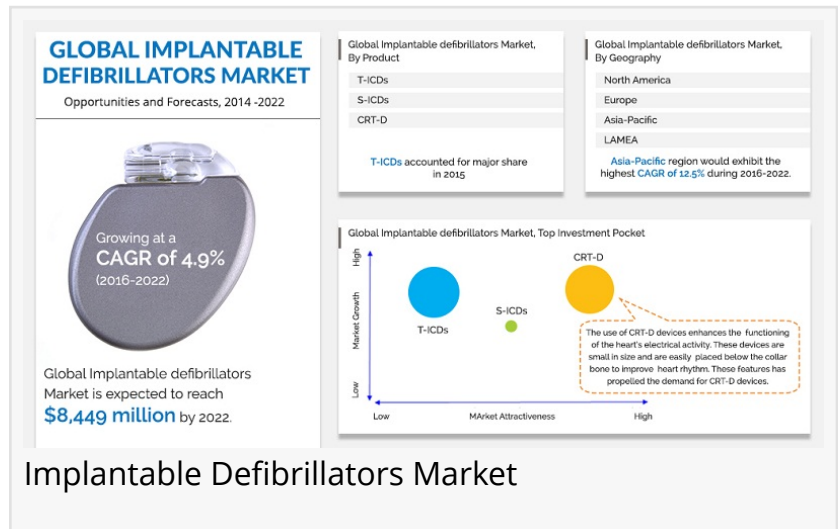 GLOBAL IMPLANTABLE
DEFIBRILLATORS MARKET
Opportunities and Forecasts, 2014 -2022
Growing at a
CAGR of 4.9%
(2016-2022)
Global Implantable defibrillators
Market is expected to reach
$8,449 million by 2022.
Global Implantable defibrillators Market,
By Product
T-ICDs
S-ICDs
CRT-D
T-ICDs accounted for major share
in 2015
Global Implantable defibrillators Market,
By Geography
North America
Europe
Asia-Pacific
LAMEA
Asia-Pacific region would exhibit the
highest CAGR of 12.5% during 2016-2022.
Global Implantable defibrillators Market, Top Investment Pocket
High
Market Growth
Low
T-ICDs
S-ICDs
CRT-D
The use of CRT-D devices enhances the functioning
of the heart's electrical activity. These devices are
small in size and are easily placed below the collar
bone to improve heart rhythm. These features has
propelled the demand for CRT-D devices.
Low
MArket Attractiveness
High
Implantable Defibrillators Market